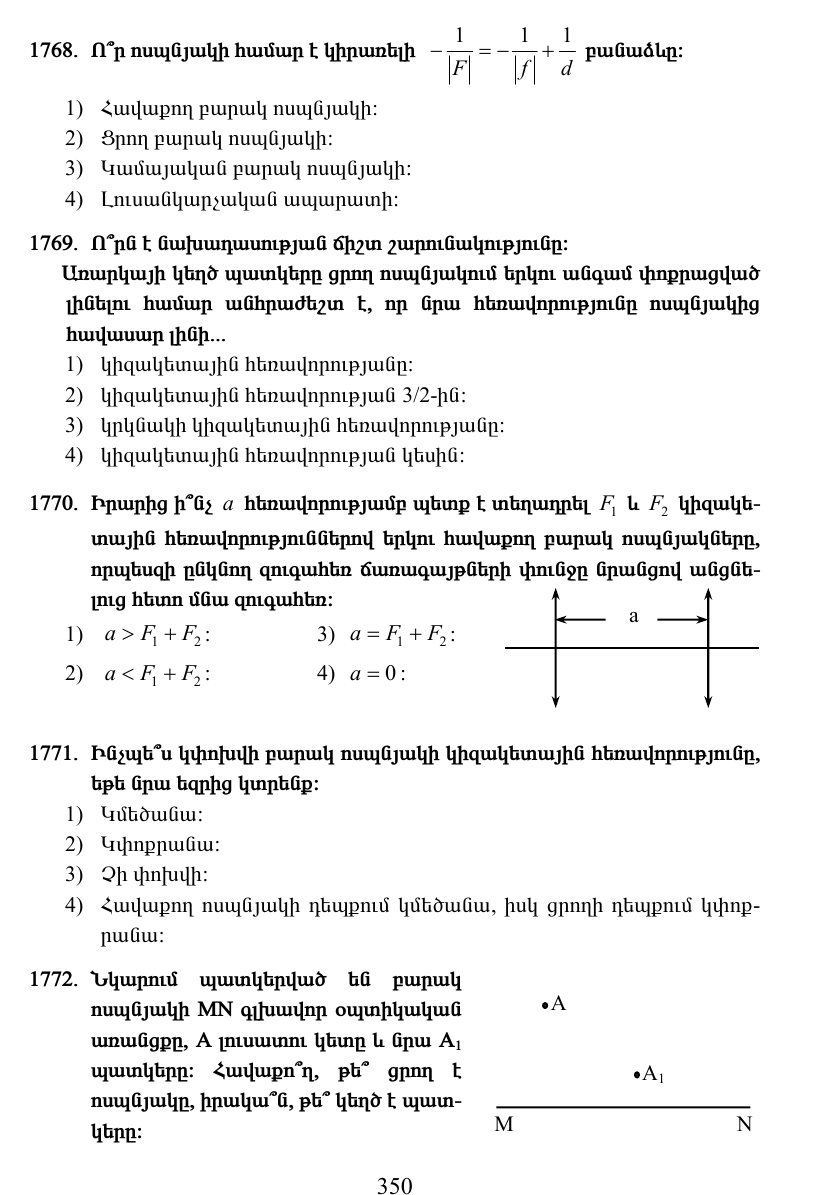 1768. Ո՞ր ոսպնյակի համար է կիրառելի −1/|F| = −1/|f| + 1/d բանաձևը:
1) Հավաքող բարակ ոսպնյակի:
2) Ցրող բարակ ոսպնյակի:
3) Կամայական բարակ ոսպնյակի:
4) Լուսանկարչական ապարատի:
1769. Ո՞րն է նախադասության ճիշտ շարունակությունը:
Առարկայի կեղծ պատկերը ցրող ոսպնյակում երկու անգամ փոքրացված
լինելու համար անհրաժեշտ է, որ նրա հեռավորությունը ոսպնյակից
հավասար լինի...
1) կիզակետային հեռավորությանը:
2) կիզակետային հեռավորության 3/2-ին:
3) կրկնակի կիզակետային հեռավորությանը:
4) կիզակետային հեռավորության կեսին:
1770. Իրարից ի՞նչ a հեռավորությամբ պետք է տեղադրել F₁ և F₂ կիզակե-
տային հեռավորություններով երկու հավաքող բարակ ոսպնյակները,
որպեսզի ընկնող զուգահեռ ճառագայթների փունջը նրանցով անցնե-
լուց հետո մնա զուգահեռ:
1) a > F₁ + F₂: 3) a = F₁ + F₂:
2) a < F₁ + F₂: 4) a = 0:
a
1771. Ինչպե՞ս կփոխվի բարակ ոսպնյակի կիզակետային հեռավորությունը,
եթե նրա եզրից կտրենք:
1) Կմեծանա:
2) Կփոքրանա:
3) Չի փոխվի:
4) Հավաքող ոսպնյակի դեպքում կմեծանա, իսկ ցրողի դեպքում կփոք-
րանա:
1772. Նկարում պատկերված են բարակ
ոսպնյակի MN գլխավոր օպտիկական
առանցքը, A լուսատու կետը և նրա A₁
պատկերը: Հավաքո՞ղ, թե՞ ցրող է
ոսպնյակը, իրակա՞ն, թե՞ կեղծ է պատ-
կերը:
A
A₁
M N
350